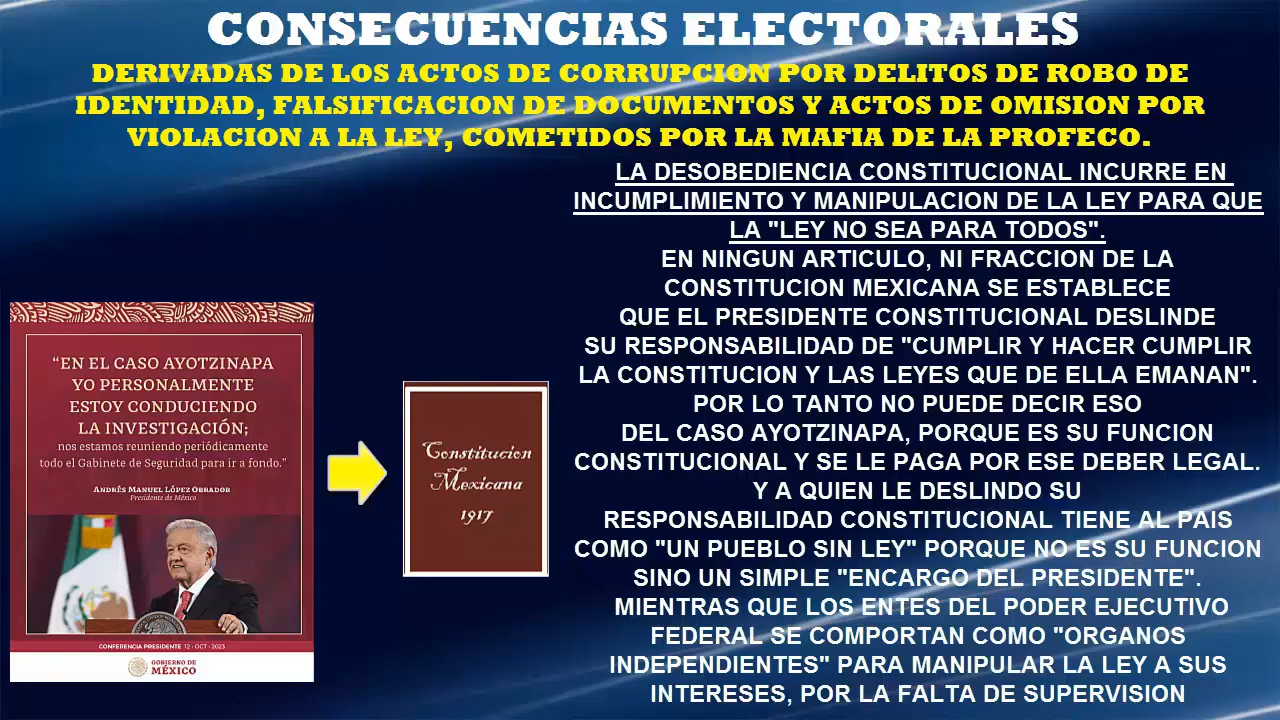 CONSECUENCIAS ELECTORALES
DERIVADAS DE LOS ACTOS DE CORRUPCION POR DELITOS DE ROBO DE
IDENTIDAD, FALSIFICACION DE DOCUMENTOS Y ACTOS DE OMISION POR
VIOLACION A LA LEY, COMETIDOS POR LA MAFIA DE LA PROFECO.
LA DESOBEDIENCIA CONSTITUCIONAL INCURRE EN
INCUMPLIMIENTO Y MANIPULACION DE LA LEY PARA QUE
LA "LEY NO SEA PARA TODOS".
EN NINGUN ARTICULO, NI FRACCION DE LA
CONSTITUCION MEXICANA SE ESTABLECE
QUE EL PRESIDENTE CONSTITUCIONAL DESLINDE
SU RESPONSABILIDAD DE "CUMPLIR Y HACER CUMPLIR
LA CONSTITUCION Y LAS LEYES QUE DE ELLA EMANAN".
POR LO TANTO NO PUEDE DECIR ESO
DEL CASO AYOTZINAPA, PORQUE ES SU FUNCION
CONSTITUCIONAL Y SE LE PAGA POR ESE DEBER LEGAL.
Y A QUIEN LE DESLINDO SU
RESPONSABILIDAD CONSTITUCIONAL TIENE AL PAIS
COMO "UN PUEBLO SIN LEY" PORQUE NO ES SU FUNCION
SINO UN SIMPLE "ENCARGO DEL PRESIDENTE".
MIENTRAS QUE LOS ENTES DEL PODER EJECUTIVO
FEDERAL SE COMPORTAN COMO "ORGANOS
INDEPENDIENTES" PARA MANIPULAR LA LEY A SUS
INTERESES, POR LA FALTA DE SUPERVISION
“EN EL CASO AYOTZINAPA
YO PERSONALMENTE
ESTOY CONDUCIENDO
LA INVESTIGACIÓN;
nos estamos reuniendo periódicamente
todo el Gabinete de Seguridad para ir a fondo.”
ANDRÉS MANUEL LÓPEZ OBRADOR
Presidente de México
CONFERENCIA PRESIDENTE 12 • OCT • 2023
GOBIERNO DE
MÉXICO
Constitucion
Mexicana
1917